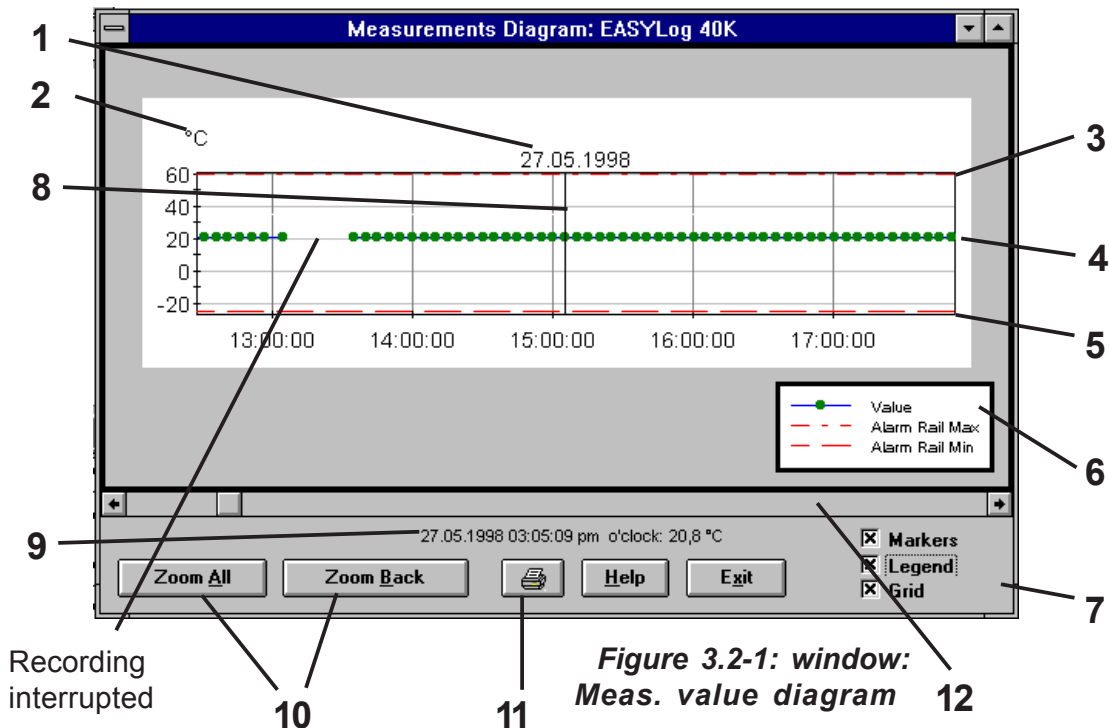 Measurements Diagram: EASYLog 40K
1
2
°C
27.05.1998
3
8
60
40
20
0
-20
4
13:00:00 14:00:00 15:00:00 16:00:00 17:00:00
5
Value
Alarm Rail Max
Alarm Rail Min
6
9
27.05.1998 03:05:09 pm o'clock: 20,8 °C
Markers
Legend
Grid
7
Zoom All Zoom Back Help Exit
Recording
interrupted
10
11
Figure 3.2-1: window:
Meas. value diagram
12